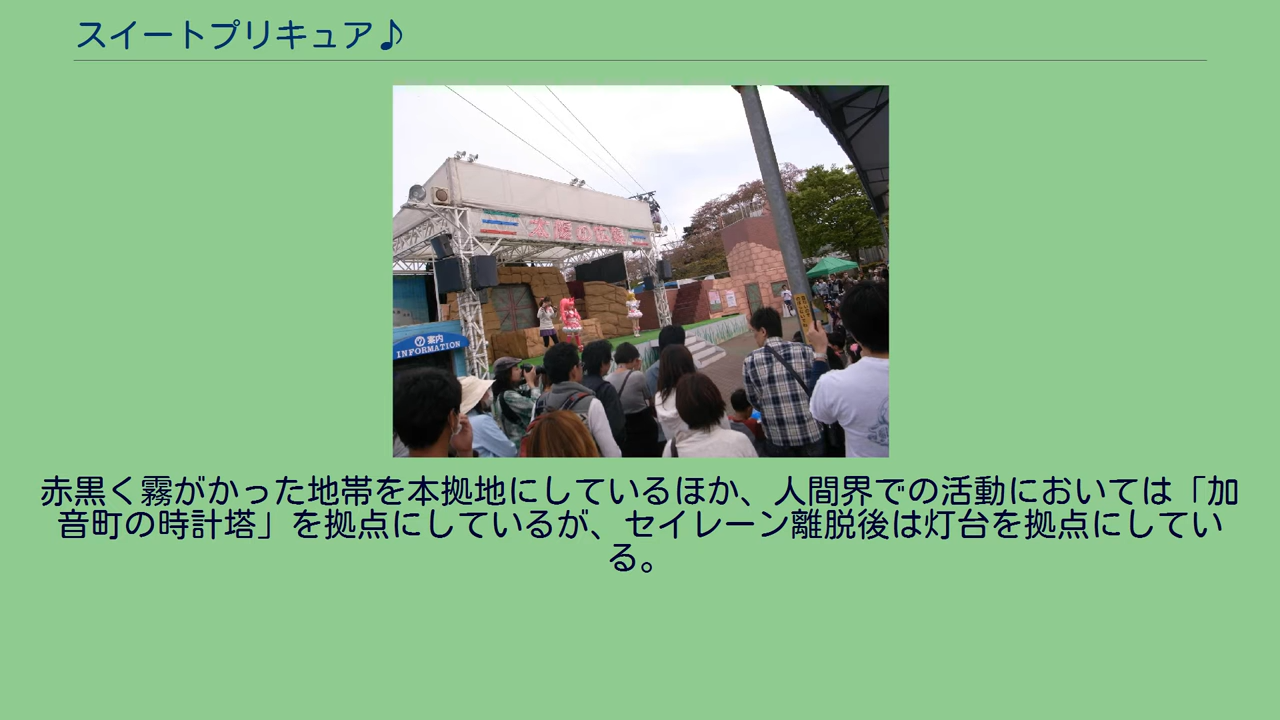 スイートプリキュア♪
案内
INFORMATION
赤黒く霧がかった地帯を本拠地にしているほか、人間界での活動においては「加
音町の時計塔」を拠点にしているが、セイレーン離脱後は灯台を拠点にしてい
る。